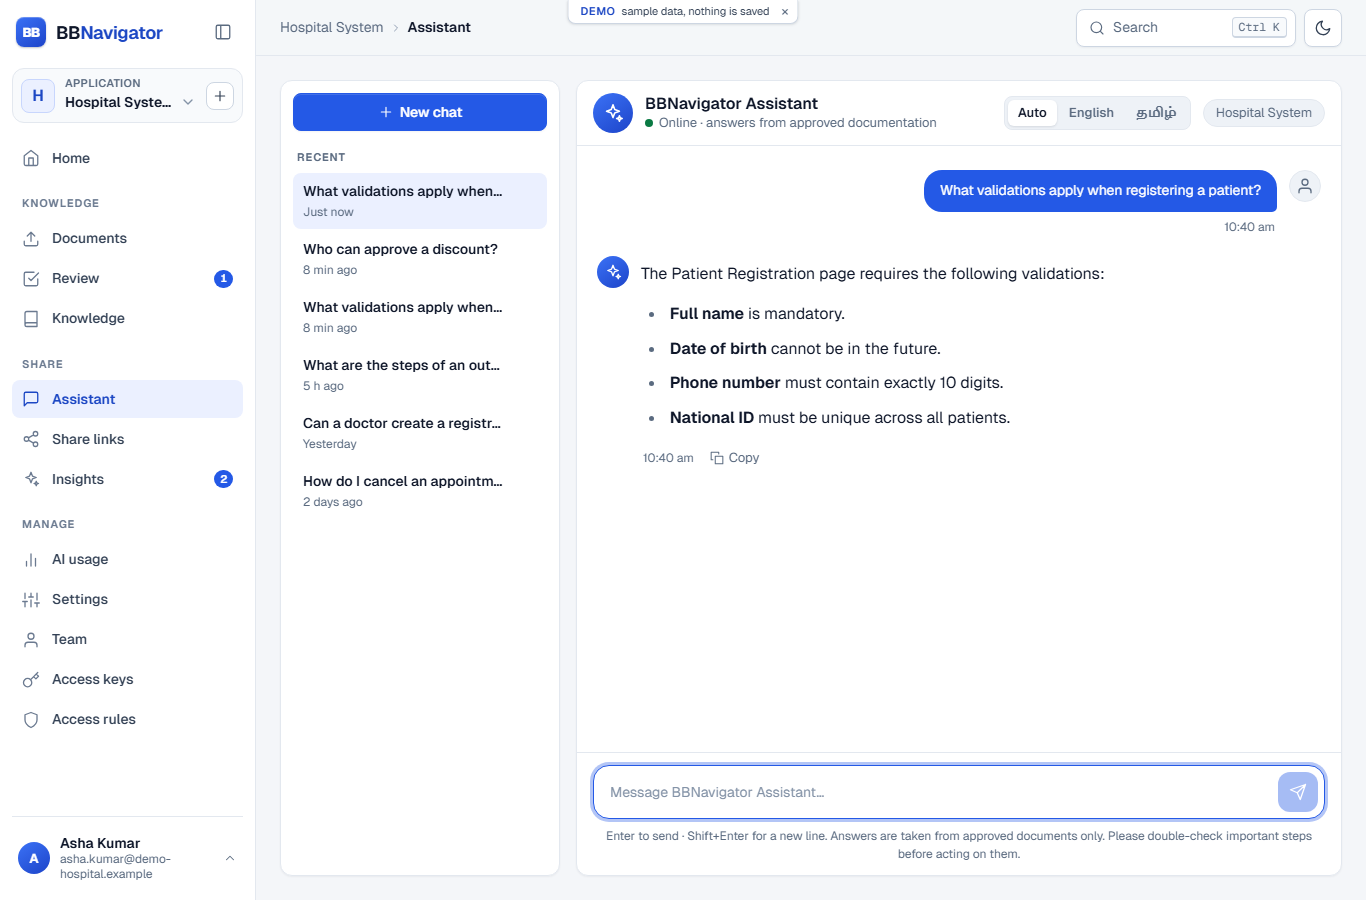 BB BBNavigator
H
APPLICATION
Hospital Syste...
Home
KNOWLEDGE
Documents
Review 1
Knowledge
SHARE
Assistant
Share links
Insights 2
MANAGE
AI usage
Settings
Team
Access keys
Access rules
A
Asha Kumar
asha.kumar@demo-
hospital.example
Hospital System › Assistant
DEMO sample data, nothing is saved ×
Search Ctrl K
+ New chat
RECENT
What validations apply when...
Just now
Who can approve a discount?
8 min ago
What validations apply when...
8 min ago
What are the steps of an out...
5 h ago
Can a doctor create a registr...
Yesterday
How do I cancel an appointm...
2 days ago
BBNavigator Assistant
Online · answers from approved documentation
Auto English தமிழ் Hospital System
What validations apply when registering a patient?
10:40 am
The Patient Registration page requires the following validations:
• Full name is mandatory.
• Date of birth cannot be in the future.
• Phone number must contain exactly 10 digits.
• National ID must be unique across all patients.
10:40 am Copy
Message BBNavigator Assistant...
Enter to send · Shift+Enter for a new line. Answers are taken from approved documents only. Please double-check important steps
before acting on them.